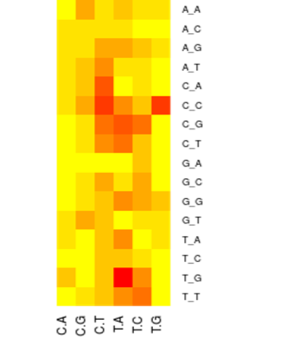 A_A
A_C
A_G
A_T
C_A
C_C
C_G
C_T
G_A
G_C
G_G
G_T
T_A
T_C
T_G
T_T
C.A
C.G
C.T
T.A
T.C
T.G